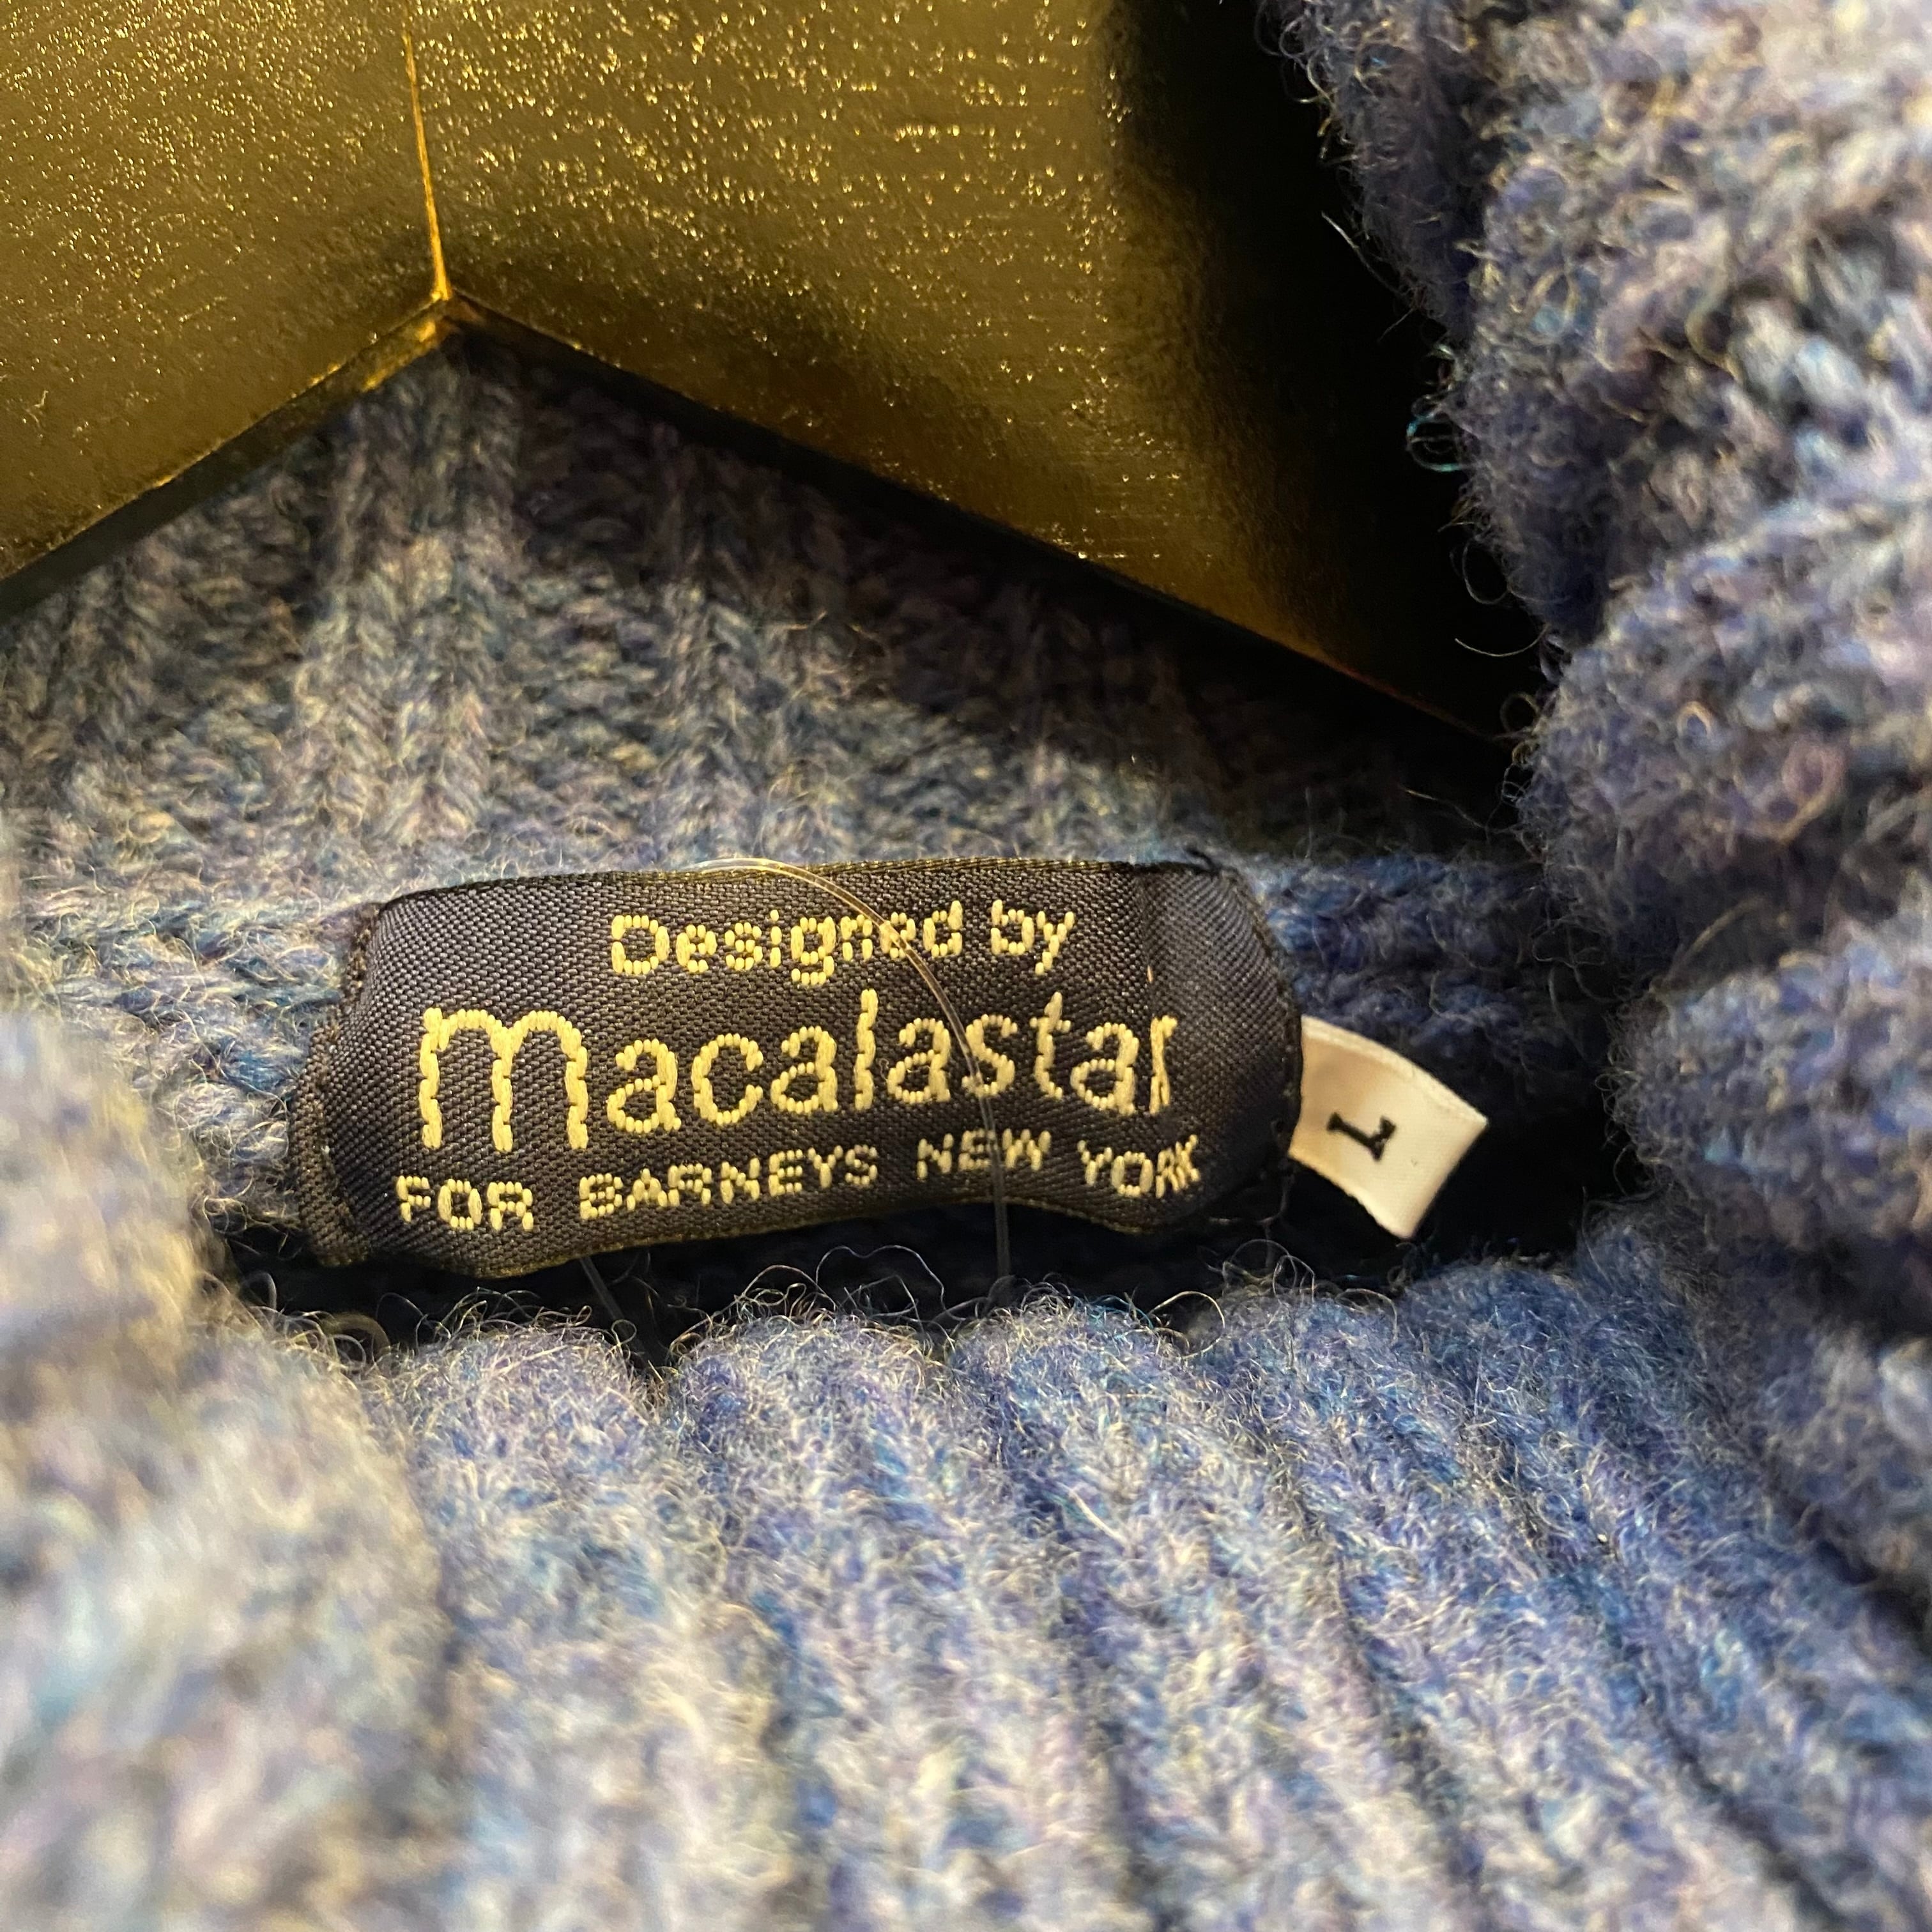 Designed by
macalastar
FOR BARNEYS NEW YORK
L